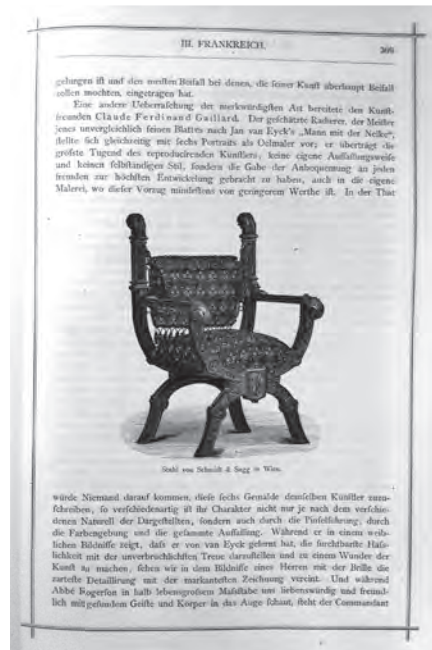 III. FRANKREICH.
309
gelungen iſt und den meiſten Beifall bei denen, die ſeiner Kunſt überhaupt Beifall
zollen mochten, eingetragen hat.
Eine andere Ueberraſchung der merkwürdigſten Art bereitete den Kunſt-
freunden Claude Ferdinand Gaillard. Der geſchätzte Radierer, der Meiſter
jenes unvergleichlich feinen Blattes nach Jan van Eyck's „Mann mit der Nelke“,
ſtellte ſich gleichzeitig mit ſechs Portraits als Oelmaler vor; er überträgt die
größte Tugend des reproducirenden Künſtlers, keine eigene Auffaſſungsweiſe
und keinen ſelbſtändigen Stil, ſondern die Gabe der Anbequemung an jeden
fremden zur höchſten Entwickelung gebracht zu haben, auch in die eigene
Malerei, wo dieſer Vorzug mindeſtens von geringerem Werthe iſt. In der That
Stuhl von Schmidt & Sugg in Wien.
würde Niemand darauf kommen, dieſe ſechs Gemälde demſelben Künſtler zuzu-
ſchreiben, ſo verſchiedenartig iſt ihr Charakter nicht nur je nach dem verſchie-
denen Naturell der Dargeſtellten, ſondern auch durch die Pinſelführung, durch
die Farbengebung und die geſammte Auffaſſung. Während er in einem weib-
lichen Bildniſſe zeigt, daſs er von van Eyck gelernt hat, die furchtbarſte Häſs-
lichkeit mit der unverbrüchlichſten Treue darzuſtellen und zu einem Wunder der
Kunſt zu machen, ſehen wir in dem Bildniſſe eines Herren mit der Brille die
zarteſte Detaillirung mit der markanteſten Zeichnung vereint. Und während
Abbé Rogerſon in halb lebensgroſsem Maſsſtabe uns liebenswürdig und freund-
lich mit geſundem Geiſte und Körper in das Auge ſchaut, ſteht der Commandant